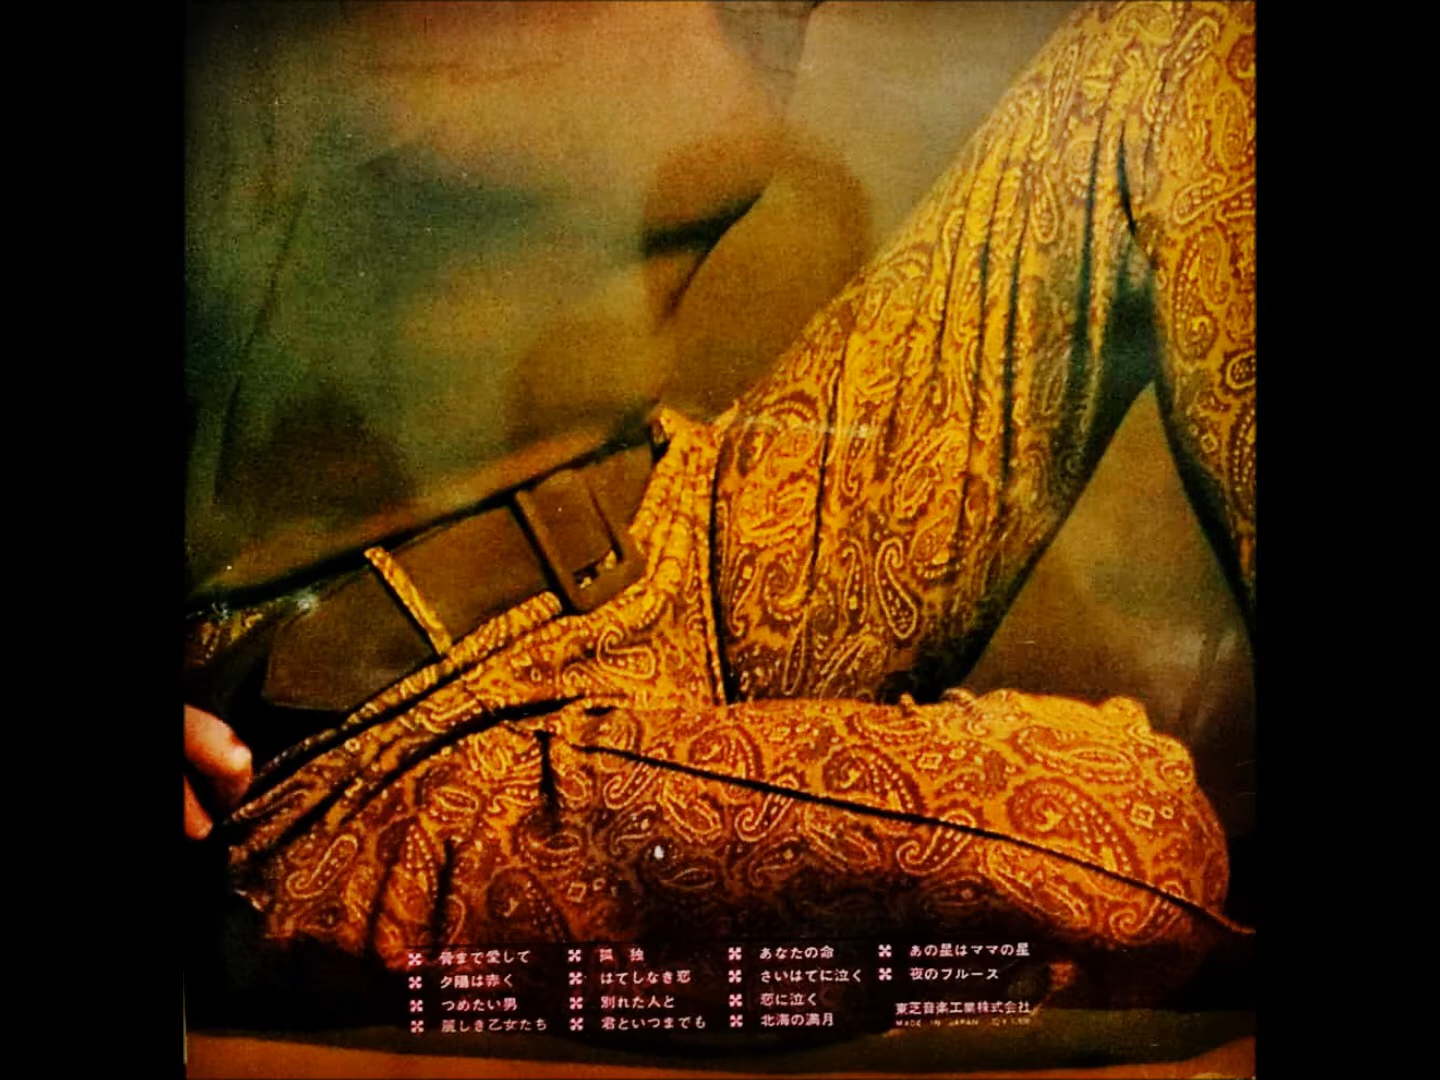 骨まで愛して
夕陽は赤く
つめたい男
麗しき乙女たち
孤 独
はてしなき恋
別れた人と
君といつまでも
あなたの命
さいはてに泣く
恋に泣く
北海の満月
あの星はママの星
夜のブルース
東芝音楽工業株式会社
MADE IN JAPAN